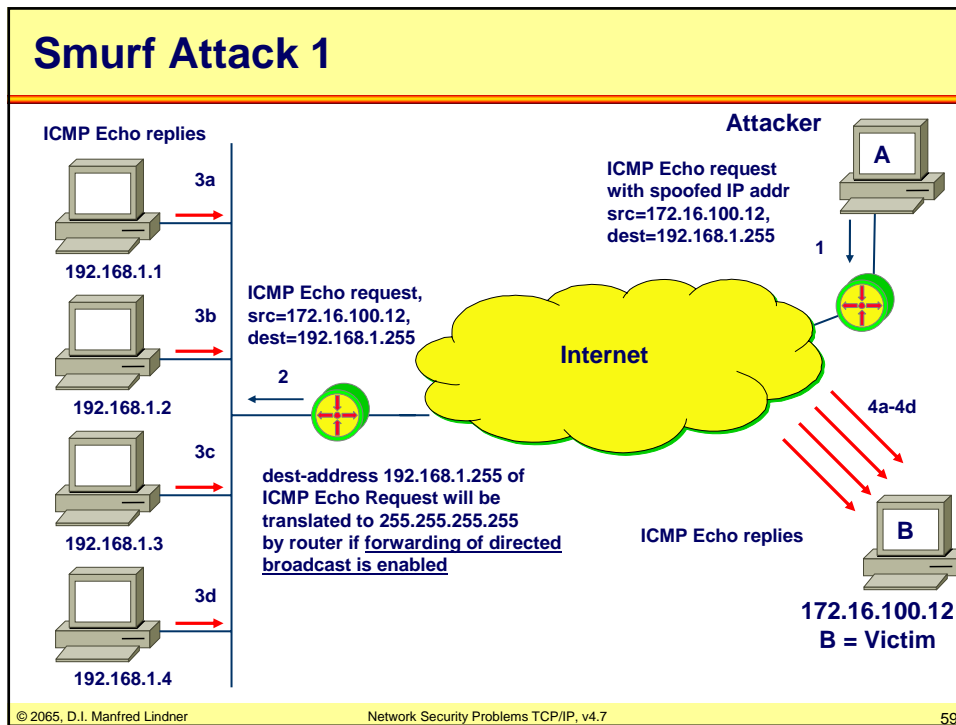 Smurf Attack 1
ICMP Echo replies
3a
192.168.1.1
3b
192.168.1.2
3c
192.168.1.3
3d
192.168.1.4
ICMP Echo request,
src=172.16.100.12,
dest=192.168.1.255
2
dest-address 192.168.1.255 of
ICMP Echo Request will be
translated to 255.255.255.255
by router if forwarding of directed
broadcast is enabled
Internet
Attacker
A
ICMP Echo request
with spoofed IP addr
src=172.16.100.12,
dest=192.168.1.255
1
4a-4d
ICMP Echo replies
B
172.16.100.12
B = Victim
© 2065, D.I. Manfred Lindner
Network Security Problems TCP/IP, v4.7
59